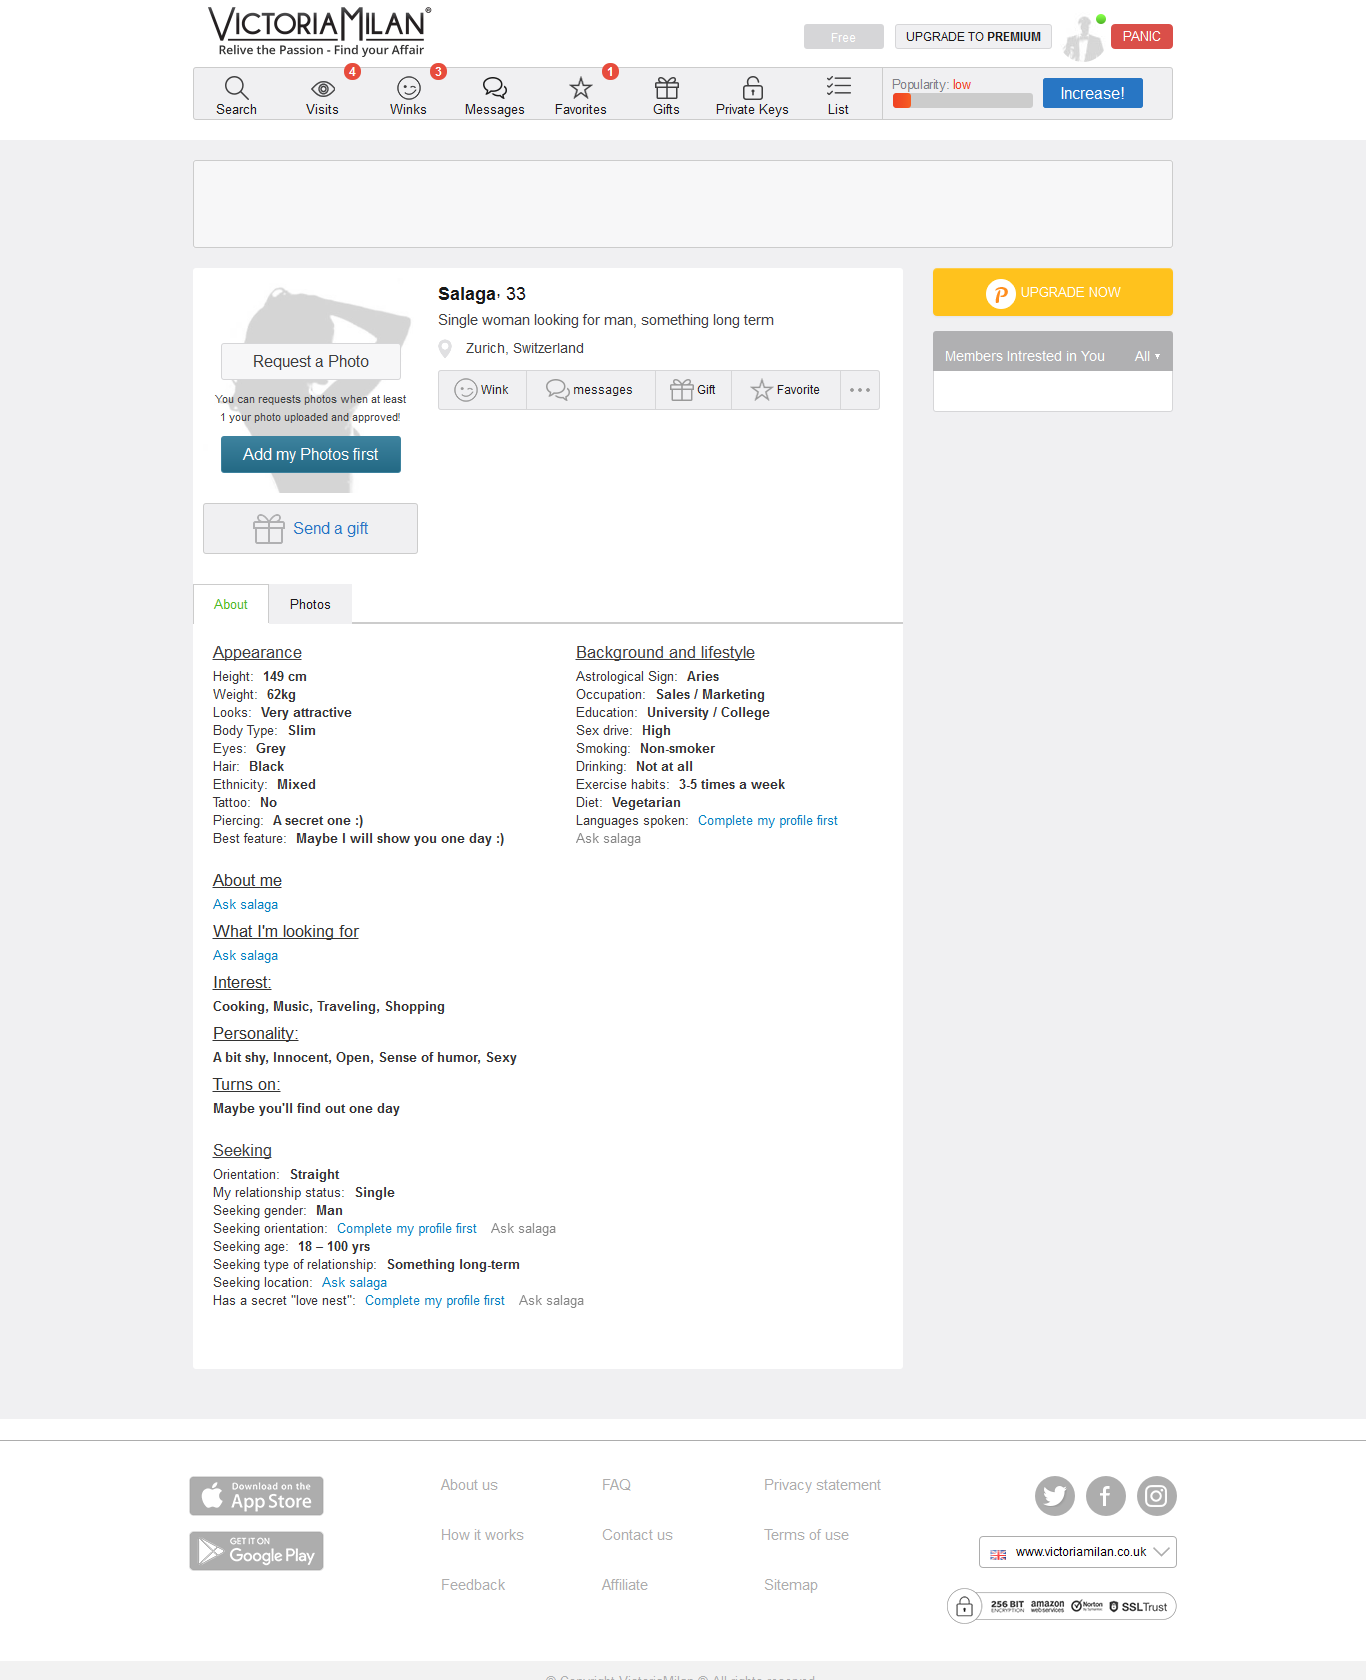 VICTORIAMILAN®
Relive the Passion - Find your Affair
Free
UPGRADE TO PREMIUM
PANIC
4
3
1
Search
Visits
Winks
Messages
Favorites
Gifts
Private Keys
List
Popularity: low
Increase!
Salaga, 33
Single woman looking for man, something long term
Zurich, Switzerland
Wink
messages
Gift
Favorite
Request a Photo
You can requests photos when at least
1 your photo uploaded and approved!
Add my Photos first
Send a gift
UPGRADE NOW
Members Intrested in You
All
About
Photos
Appearance
Height: 149 cm
Weight: 62kg
Looks: Very attractive
Body Type: Slim
Eyes: Grey
Hair: Black
Ethnicity: Mixed
Tattoo: No
Piercing: A secret one :)
Best feature: Maybe I will show you one day :)
Background and lifestyle
Astrological Sign: Aries
Occupation: Sales / Marketing
Education: University / College
Sex drive: High
Smoking: Non-smoker
Drinking: Not at all
Exercise habits: 3-5 times a week
Diet: Vegetarian
Languages spoken: Complete my profile first
Ask salaga
About me
Ask salaga
What I'm looking for
Ask salaga
Interest:
Cooking, Music, Traveling, Shopping
Personality:
A bit shy, Innocent, Open, Sense of humor, Sexy
Turns on:
Maybe you'll find out one day
Seeking
Orientation: Straight
My relationship status: Single
Seeking gender: Man
Seeking orientation: Complete my profile first Ask salaga
Seeking age: 18 – 100 yrs
Seeking type of relationship: Something long-term
Seeking location: Ask salaga
Has a secret "love nest": Complete my profile first Ask salaga
Download on the
App Store
GET IT ON
Google Play
About us
FAQ
Privacy statement
How it works
Contact us
Terms of use
Feedback
Affiliate
Sitemap
www.victoriamilan.co.uk
256 BIT
ENCRYPTION
amazon
web services
Norton
SSLTrust
© Copyright VictoriaMilan ® All rights reserved